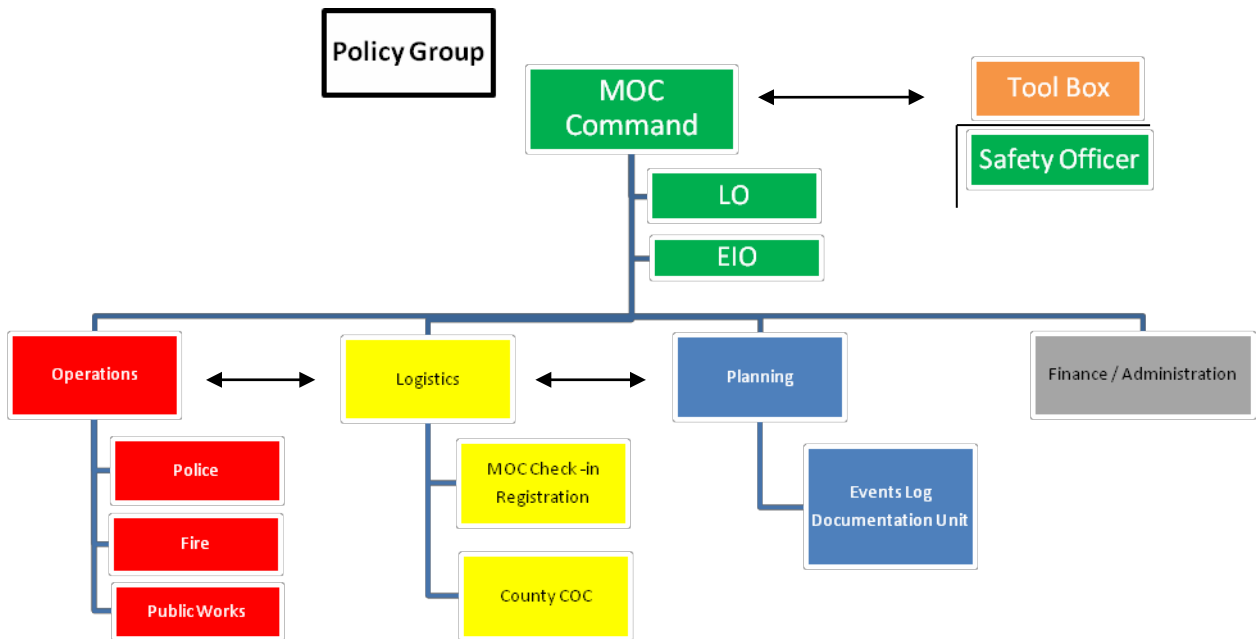 Policy Group
MOC
Command
Tool Box
Safety Officer
LO
EIO
Operations
Logistics
Planning
Finance / Administration
Police
Fire
Public Works
MOC Check -in
Registration
County COC
Events Log
Documentation Unit